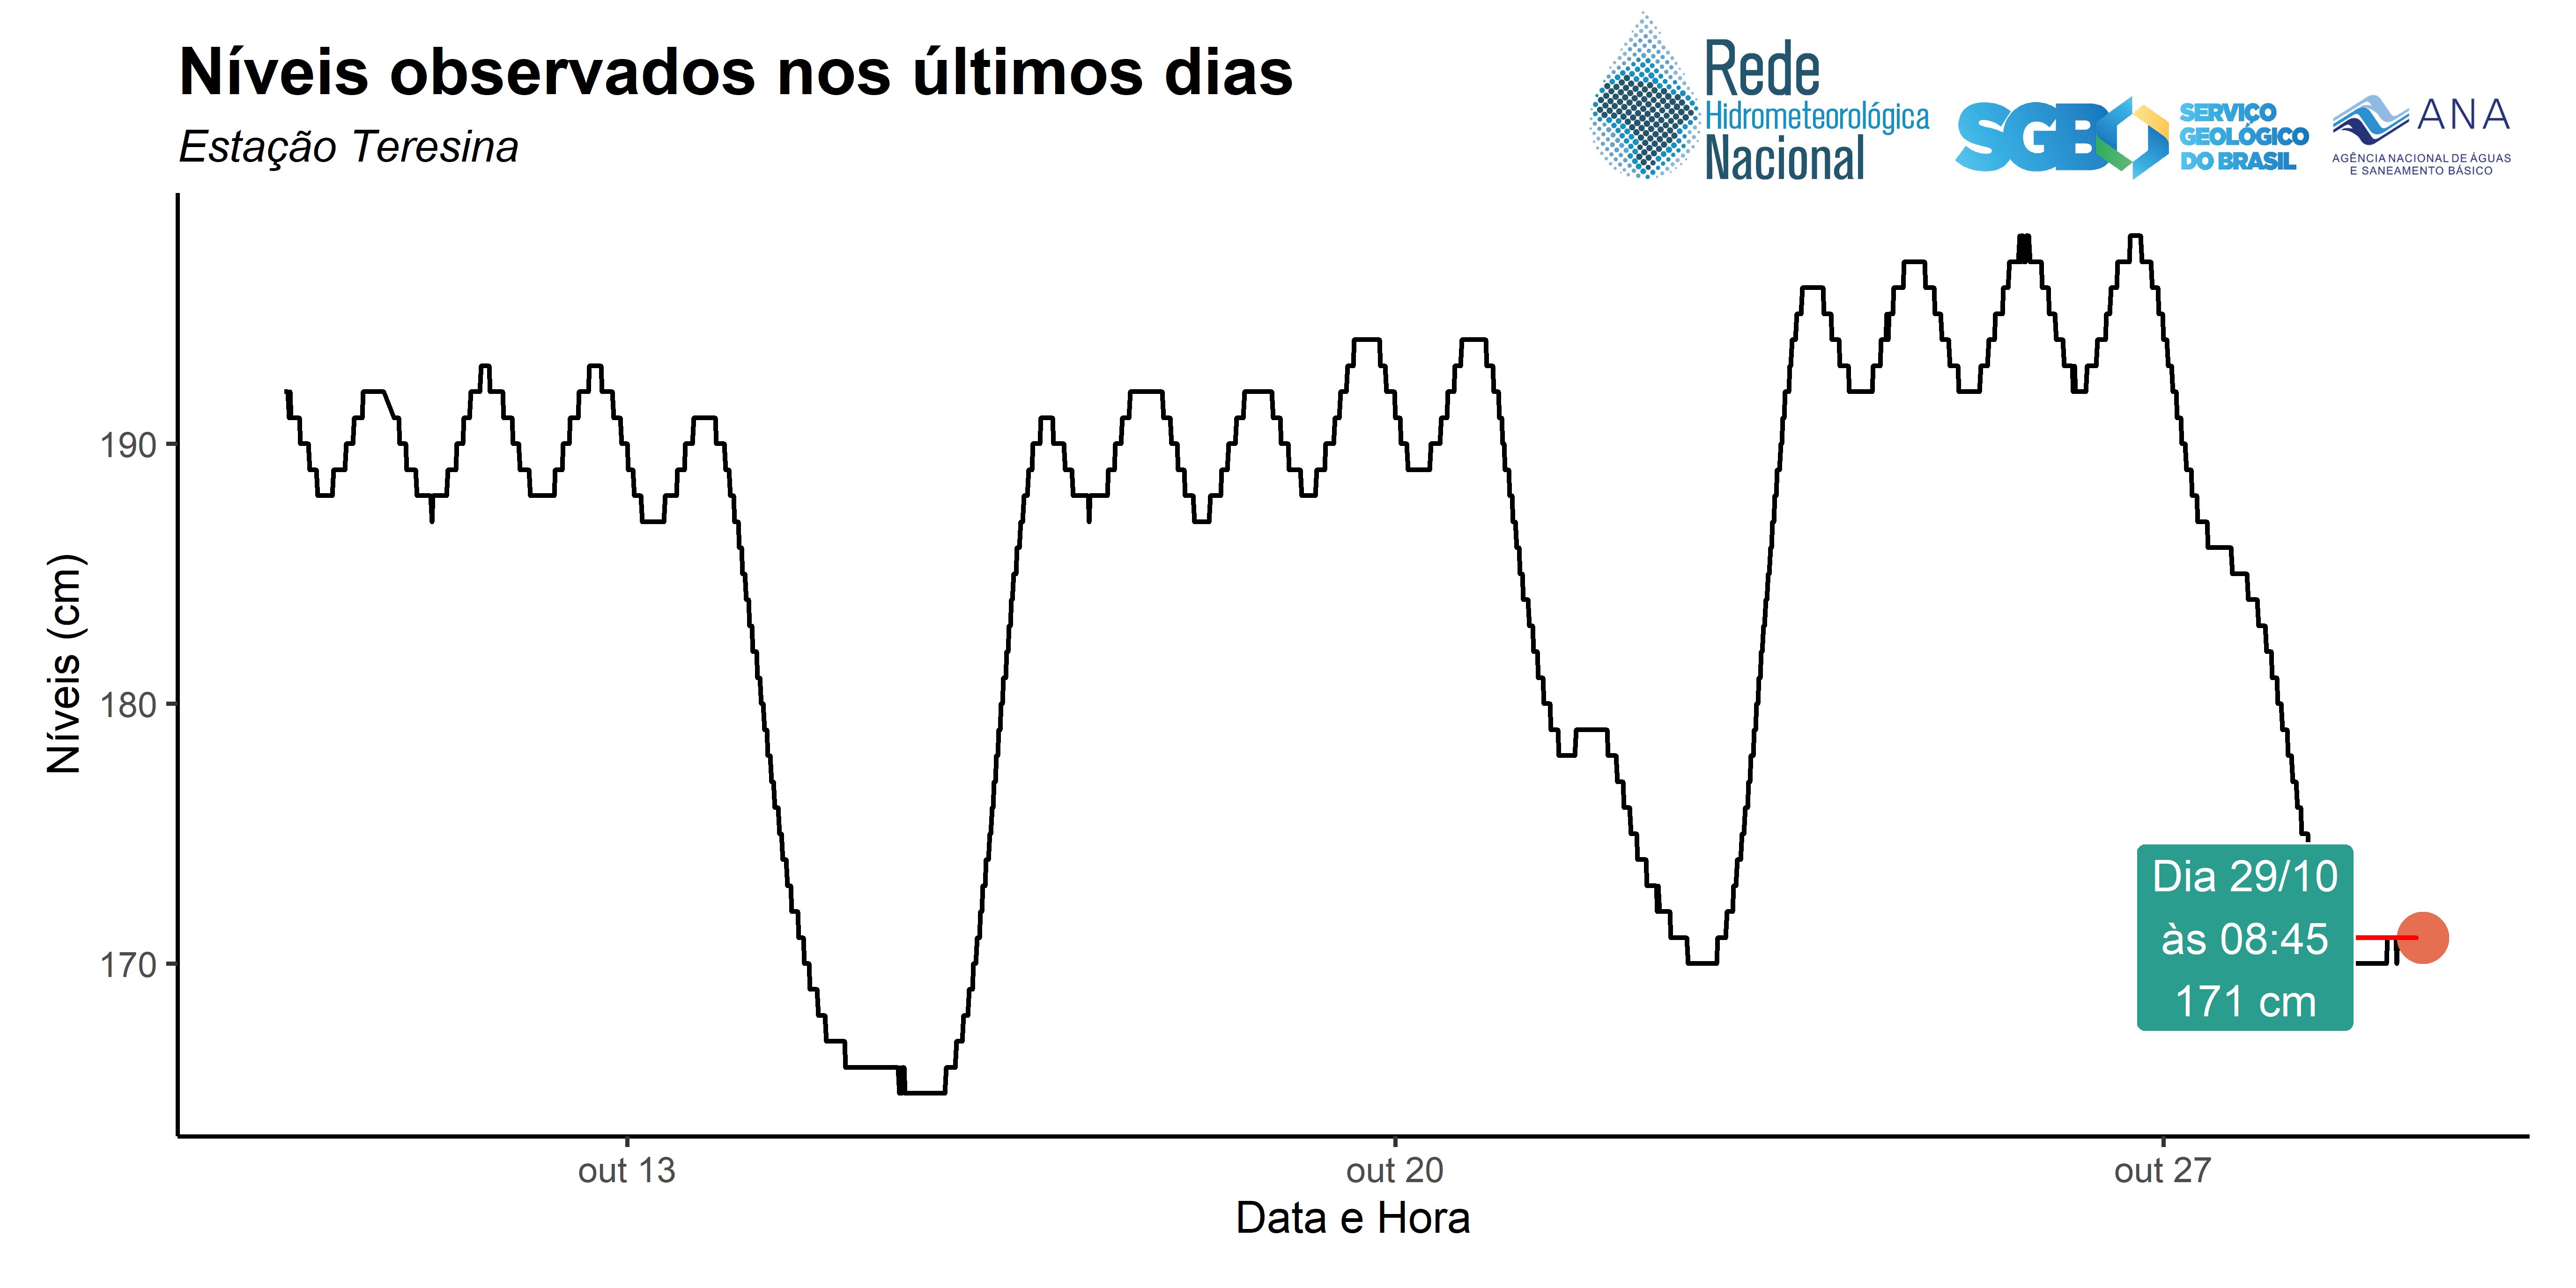 Níveis observados nos últimos dias
Estação Teresina
Rede
Hidrometeorológica
Nacional
SGB
SERVIÇO
GEOLÓGICO
DO BRASIL
ANA
AGÊNCIA NACIONAL DE ÁGUAS
E SANEAMENTO BÁSICO
Níveis (cm)
190
180
170
Dia 29/10
às 08:45
171 cm
out 13
out 20
out 27
Data e Hora